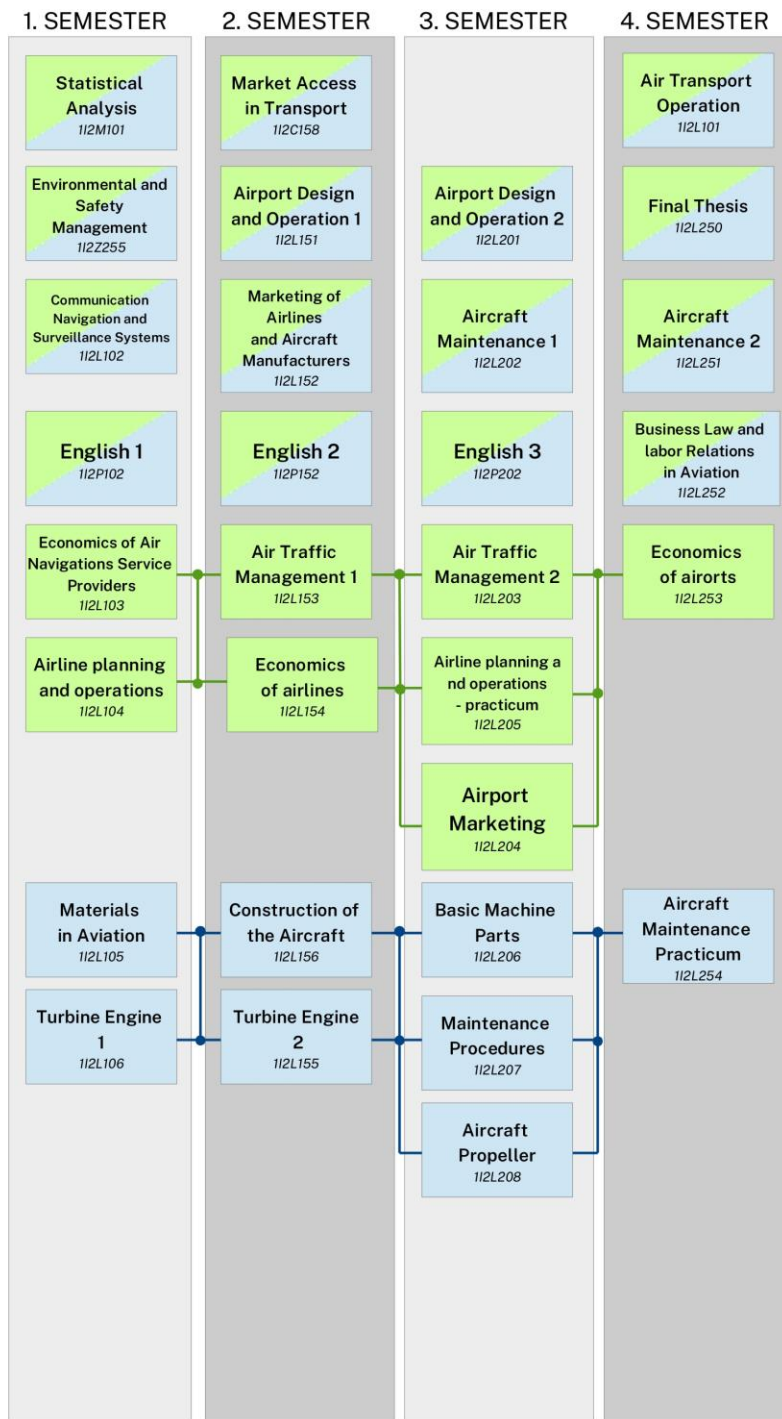 1. SEMESTER
2. SEMESTER
3. SEMESTER
4. SEMESTER
Statistical
Analysis
1I2M101
Market Access
in Transport
1I2C158
Air Transport
Operation
1I2L101
Environmental and
Safety
Management
1I2Z255
Airport Design
and Operation 1
1I2L151
Airport Design
and Operation 2
1I2L201
Final Thesis
1I2L250
Communication
Navigation and
Surveillance Systems
1I2L102
Marketing of
Airlines
and Aircraft
Manufacturers
1I2L152
Aircraft
Maintenance 1
1I2L202
Aircraft
Maintenance 2
1I2L251
English 1
1I2P102
English 2
1I2P152
English 3
1I2P202
Business Law and
labor Relations
in Aviation
1I2L252
Economics of Air
Navigations Service
Providers
1I2L103
Air Traffic
Management 1
1I2L153
Air Traffic
Management 2
1I2L203
Economics
of airorts
1I2L253
Airline planning
and operations
1I2L104
Economics
of airlines
1I2L154
Airline planning a
nd operations
- practicum
1I2L205
Airport
Marketing
1I2L204
Materials
in Aviation
1I2L105
Construction of
the Aircraft
1I2L156
Basic Machine
Parts
1I2L206
Aircraft
Maintenance
Practicum
1I2L254
Turbine Engine
1
1I2L106
Turbine Engine
2
1I2L155
Maintenance
Procedures
1I2L207
Aircraft
Propeller
1I2L208